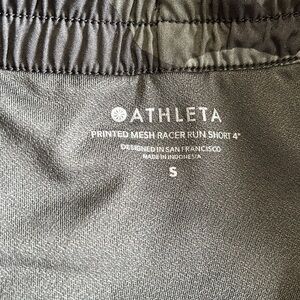 ATHLETA
PRINTED MESH RACER RUN SHORT 4"
DESIGNED IN SAN FRANCISCO
MADE IN INDONESIA
S